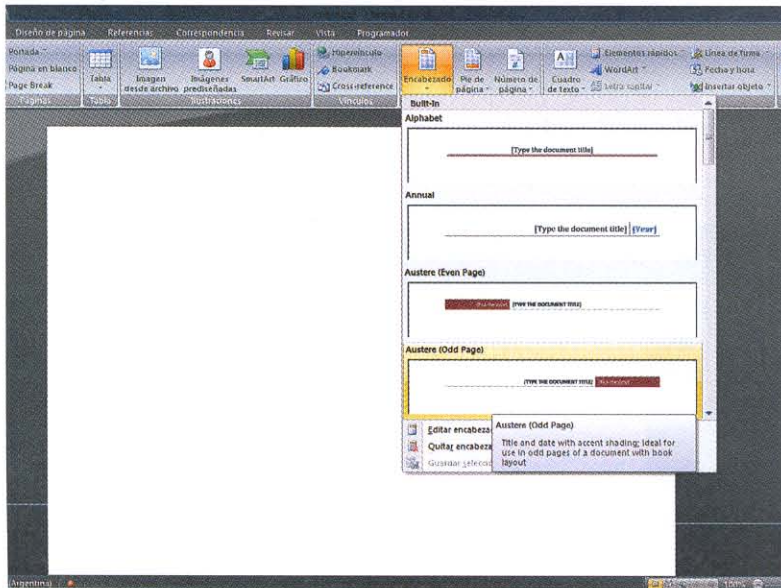 Diseño de página Referencias Correspondencia Revisar Vista Programador
Portada
Página en blanco
Page Break
Páginas
Tabla
Tabla
Imagen desde archivo
Imágenes prediseñadas
SmartArt
Gráfico
Ilustraciones
Hipervínculo
Bookmark
Cross-reference
Vínculos
Encabezado
Pie de página
Número de página
Cuadro de texto
Elementos rápidos
WordArt
Letra capital
Línea de firma
Fecha y hora
Insertar objeto
Built-In
Alphabet
[Type the document title]
Annual
[Type the document title] [Year]
Austere (Even Page)
[TYPE THE DOCUMENT TITLE]
Austere (Odd Page)
[TYPE THE DOCUMENT TITLE]
Editar encabeza
Quitar encabeza
Guardar selecció
Austere (Odd Page)
Title and date with accent shading; ideal for
use in odd pages of a document with book
layout
(Argentina)
100%